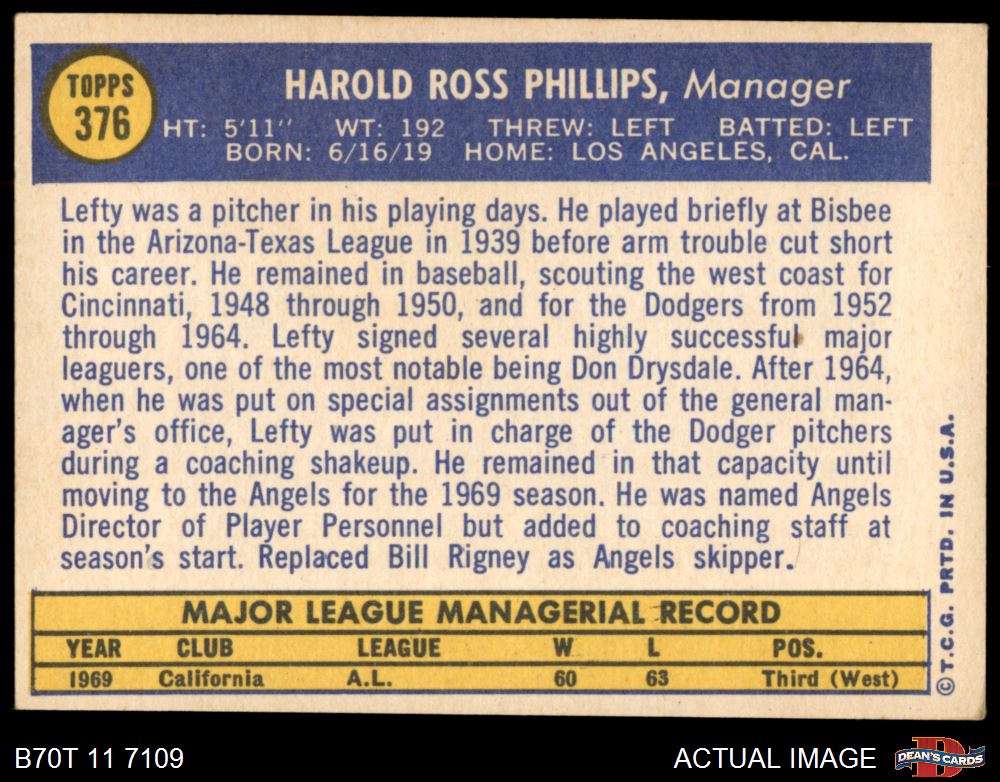 TOPPS
376
HAROLD ROSS PHILLIPS, Manager
HT: 5'11" WT: 192 THREW: LEFT BATTED: LEFT
BORN: 6/16/19 HOME: LOS ANGELES, CAL.
Lefty was a pitcher in his playing days. He played briefly at Bisbee
in the Arizona-Texas League in 1939 before arm trouble cut short
his career. He remained in baseball, scouting the west coast for
Cincinnati, 1948 through 1950, and for the Dodgers from 1952
through 1964. Lefty signed several highly successful major
leaguers, one of the most notable being Don Drysdale. After 1964,
when he was put on special assignments out of the general man-
ager's office, Lefty was put in charge of the Dodger pitchers
during a coaching shakeup. He remained in that capacity until
moving to the Angels for the 1969 season. He was named Angels
Director of Player Personnel but added to coaching staff at
season's start. Replaced Bill Rigney as Angels skipper.
MAJOR LEAGUE MANAGERIAL RECORD
YEAR CLUB LEAGUE W L POS.
1969 California A.L. 60 63 Third (West)
© T.C.G. PRTD. IN U.S.A.
B70T 11 7109
ACTUAL IMAGE
D
DEAN'S CARDS